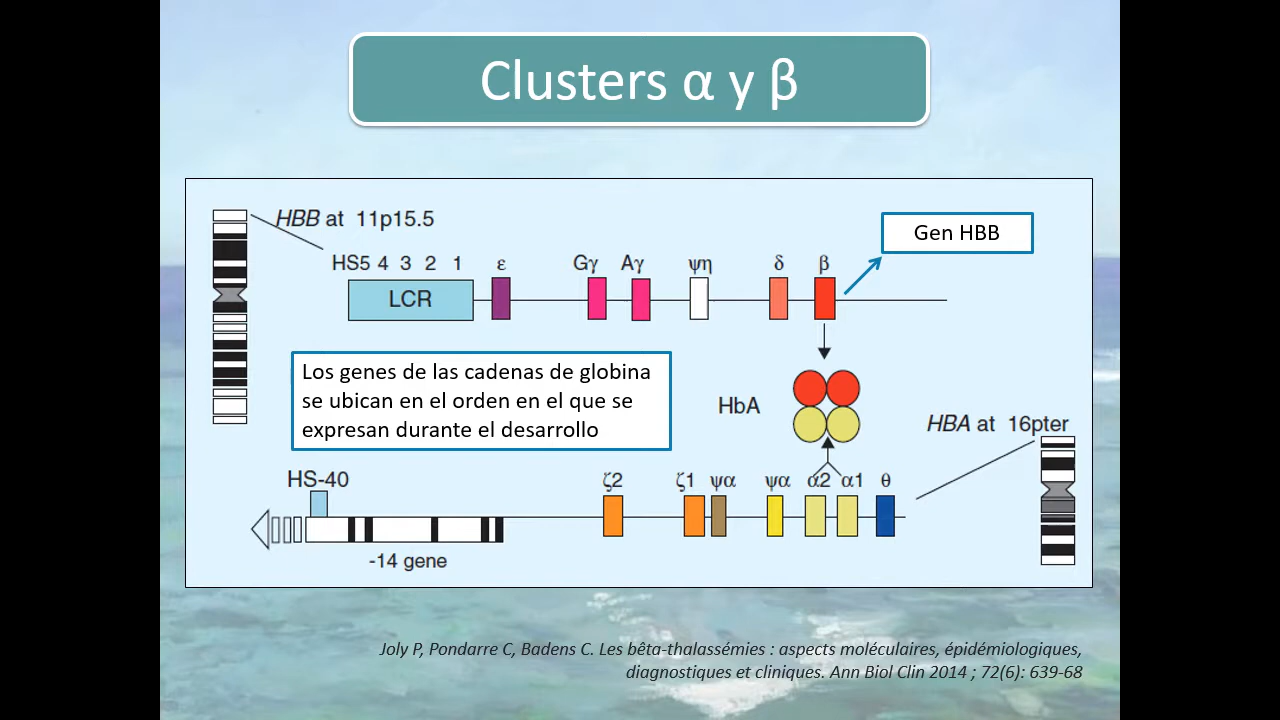 Clusters α y β
HBB at 11p15.5
Gen HBB
HS5 4 3 2 1 ε Gγ Aγ ψη δ β
LCR
Los genes de las cadenas de globina
se ubican en el orden en el que se
expresan durante el desarrollo
HbA
HBA at 16pter
HS-40 ζ2 ζ1 ψα ψα α2 α1 θ
-14 gene
Joly P, Pondarre C, Badens C. Les bêta-thalassémies : aspects moléculaires, épidémiologiques,
diagnostiques et cliniques. Ann Biol Clin 2014 ; 72(6): 639-68